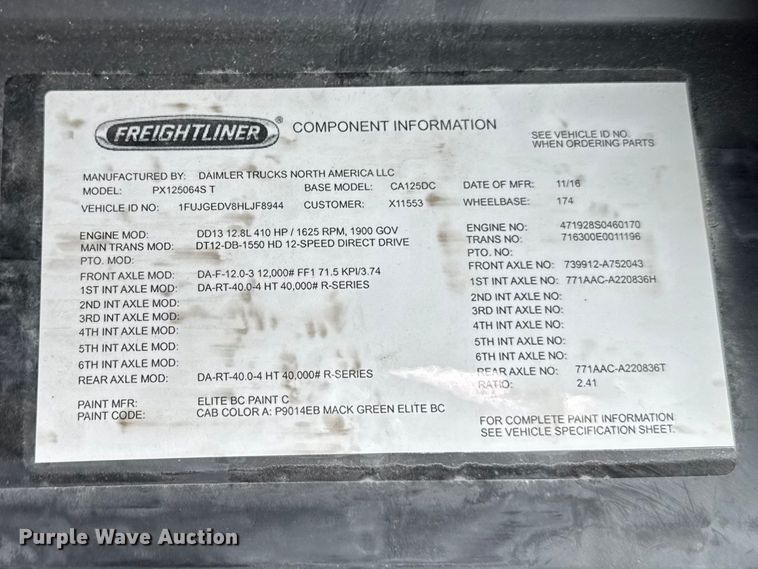 FREIGHTLINER® COMPONENT INFORMATION
SEE VEHICLE ID NO.
WHEN ORDERING PARTS
MANUFACTURED BY: DAIMLER TRUCKS NORTH AMERICA LLC
MODEL: PX125064S T BASE MODEL: CA125DC DATE OF MFR: 11/16
VEHICLE ID NO: 1FUJGEDV8HLJF8944 CUSTOMER: X11553 WHEELBASE: 174
ENGINE MOD: DD13 12.8L 410 HP / 1625 RPM, 1900 GOV ENGINE NO: 471928S0460170
MAIN TRANS MOD: DT12-DB-1550 HD 12-SPEED DIRECT DRIVE TRANS NO: 716300E0011196
PTO. MOD: PTO. NO:
FRONT AXLE MOD: DA-F-12.0-3 12,000# FF1 71.5 KPI/3.74 FRONT AXLE NO: 739912-A752043
1ST INT AXLE MOD: DA-RT-40.0-4 HT 40,000# R-SERIES 1ST INT AXLE NO: 771AAC-A220836H
2ND INT AXLE MOD: 2ND INT AXLE NO:
3RD INT AXLE MOD: 3RD INT AXLE NO:
4TH INT AXLE MOD: 4TH INT AXLE NO:
5TH INT AXLE MOD: 5TH INT AXLE NO:
6TH INT AXLE MOD: 6TH INT AXLE NO:
REAR AXLE MOD: DA-RT-40.0-4 HT 40,000# R-SERIES REAR AXLE NO: 771AAC-A220836T
RATIO: 2.41
PAINT MFR: ELITE BC PAINT C
PAINT CODE: CAB COLOR A: P9014EB MACK GREEN ELITE BC
FOR COMPLETE PAINT INFORMATION
SEE VEHICLE SPECIFICATION SHEET.
Purple Wave Auction